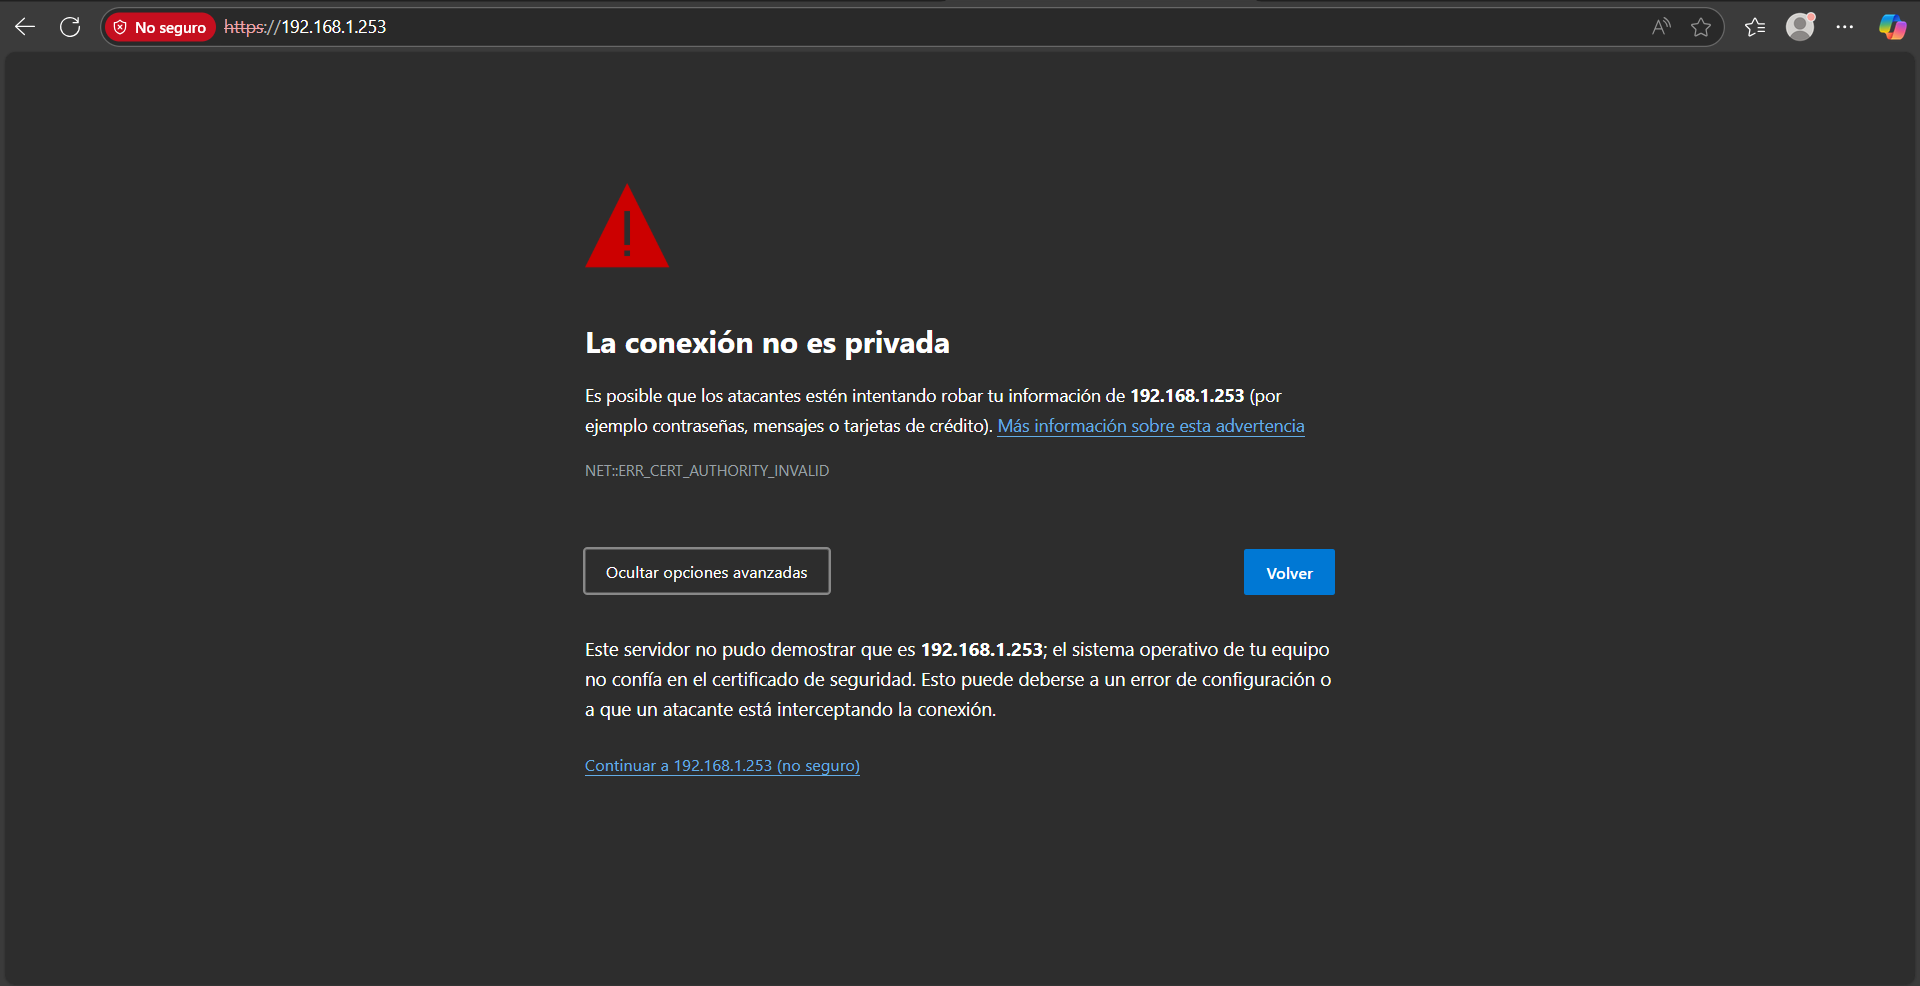 No seguro https://192.168.1.253
La conexión no es privada
Es posible que los atacantes estén intentando robar tu información de 192.168.1.253 (por
ejemplo contraseñas, mensajes o tarjetas de crédito). Más información sobre esta advertencia
NET::ERR_CERT_AUTHORITY_INVALID
Ocultar opciones avanzadas
Volver
Este servidor no pudo demostrar que es 192.168.1.253; el sistema operativo de tu equipo
no confía en el certificado de seguridad. Esto puede deberse a un error de configuración o
a que un atacante está interceptando la conexión.
Continuar a 192.168.1.253 (no seguro)